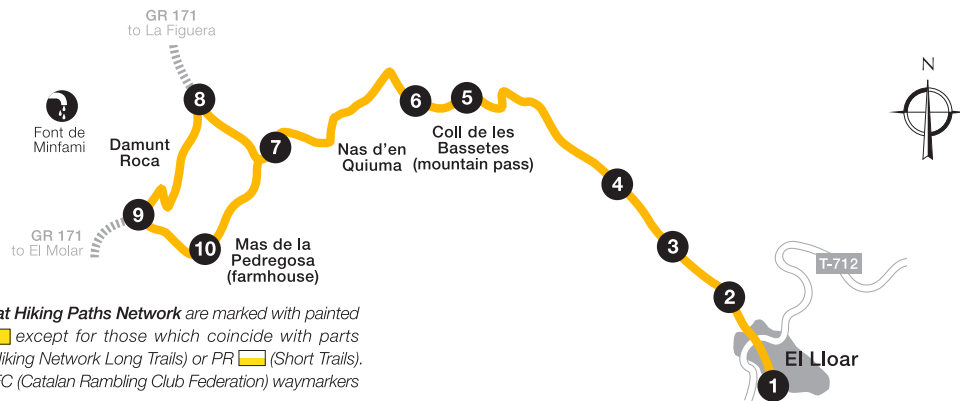 GR 171
to La Figuera
N
8
6
5
Font de
Minfami
Damunt
Roca
7
Nas d’en
Quiuma
Coll de les
Bassetes
(mountain pass)
4
9
GR 171
to El Molar
10
Mas de la
Pedregosa
(farmhouse)
3
T-712
2
at Hiking Paths Network are marked with painted
except for those which coincide with parts
Hiking Network Long Trails) or PR (Short Trails).
EC (Catalan Rambling Club Federation) waymarkers
El Lloar
1